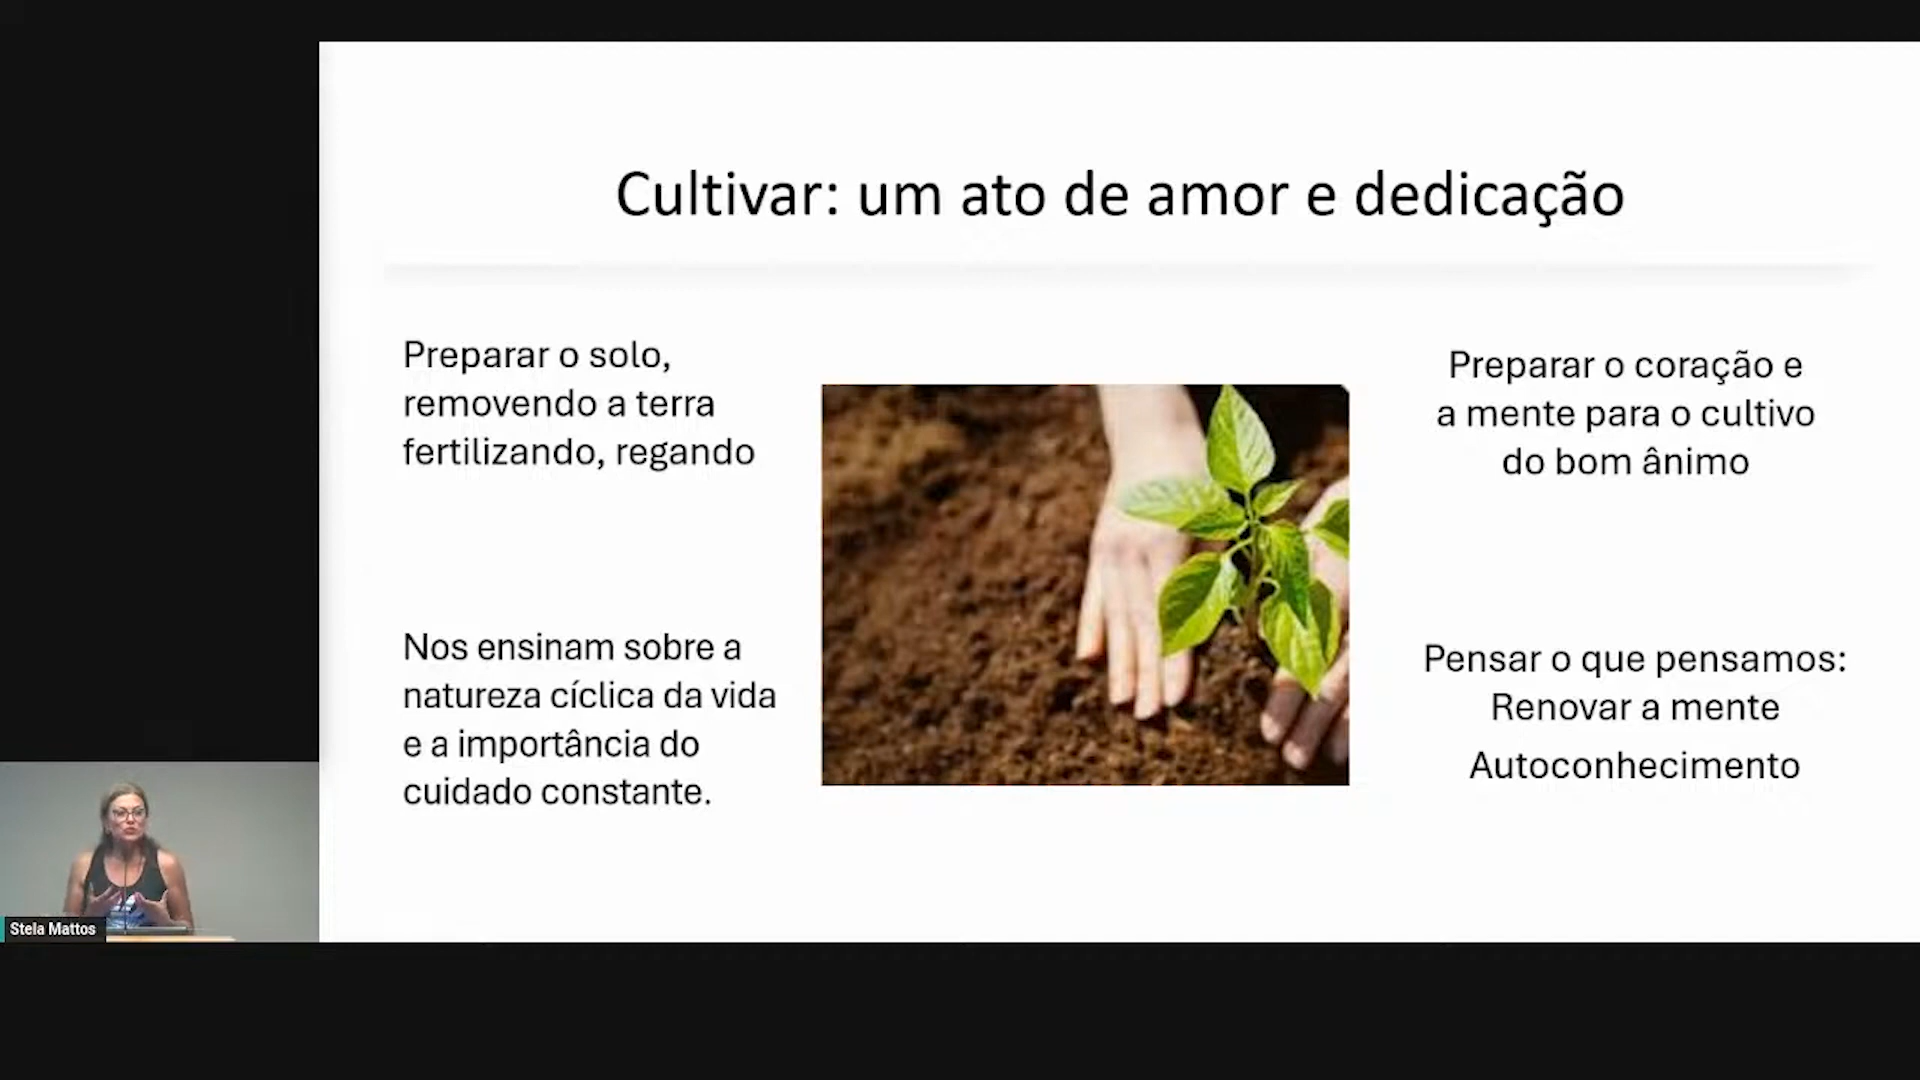 Cultivar: um ato de amor e dedicação
Preparar o solo,
removendo a terra
fertilizando, regando
Nos ensinam sobre a
natureza cíclica da vida
e a importância do
cuidado constante.
Preparar o coração e
a mente para o cultivo
do bom ânimo
Pensar o que pensamos:
Renovar a mente
Autoconhecimento
Stela Mattos